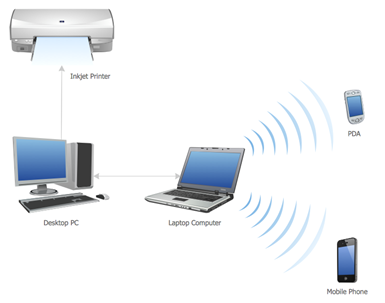 Inkjet Printer
PDA
Desktop PC
Laptop Computer
Mobile Phone